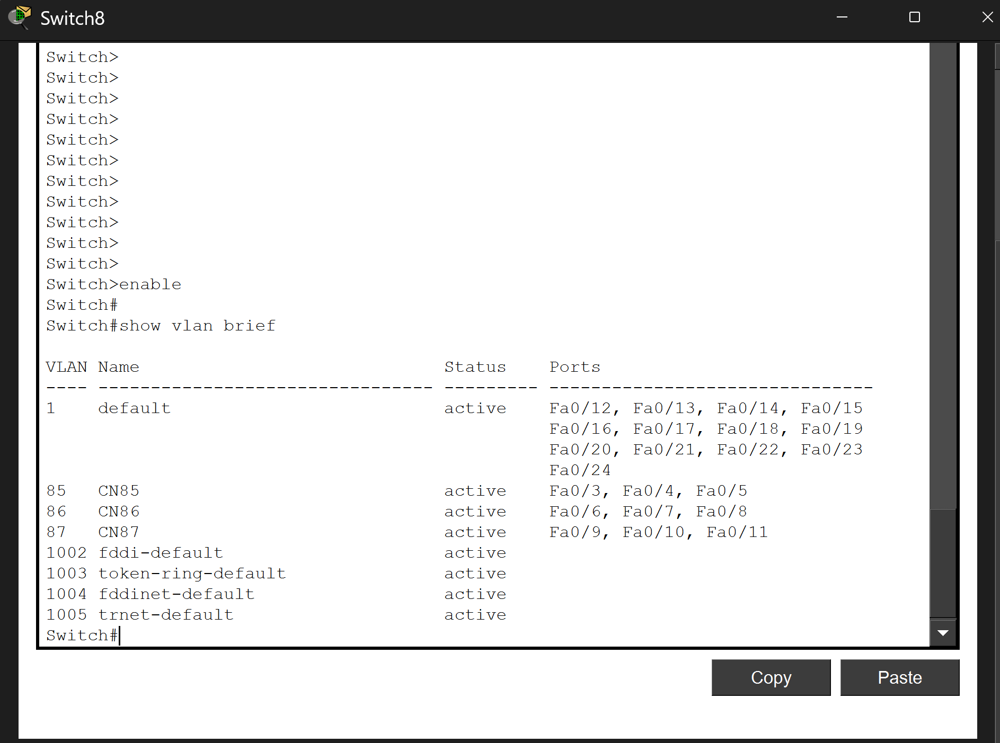 Switch8
Switch>
Switch>
Switch>
Switch>
Switch>
Switch>
Switch>
Switch>
Switch>
Switch>
Switch>
Switch>enable
Switch#
Switch#show vlan brief
VLAN Name                             Status    Ports
---- -------------------------------- --------- -------------------------------
1    default                          active    Fa0/12, Fa0/13, Fa0/14, Fa0/15
                                                Fa0/16, Fa0/17, Fa0/18, Fa0/19
                                                Fa0/20, Fa0/21, Fa0/22, Fa0/23
                                                Fa0/24
85   CN85                             active    Fa0/3, Fa0/4, Fa0/5
86   CN86                             active    Fa0/6, Fa0/7, Fa0/8
87   CN87                             active    Fa0/9, Fa0/10, Fa0/11
1002 fddi-default                     active
1003 token-ring-default               active
1004 fddinet-default                  active
1005 trnet-default                    active
Switch#
Copy Paste